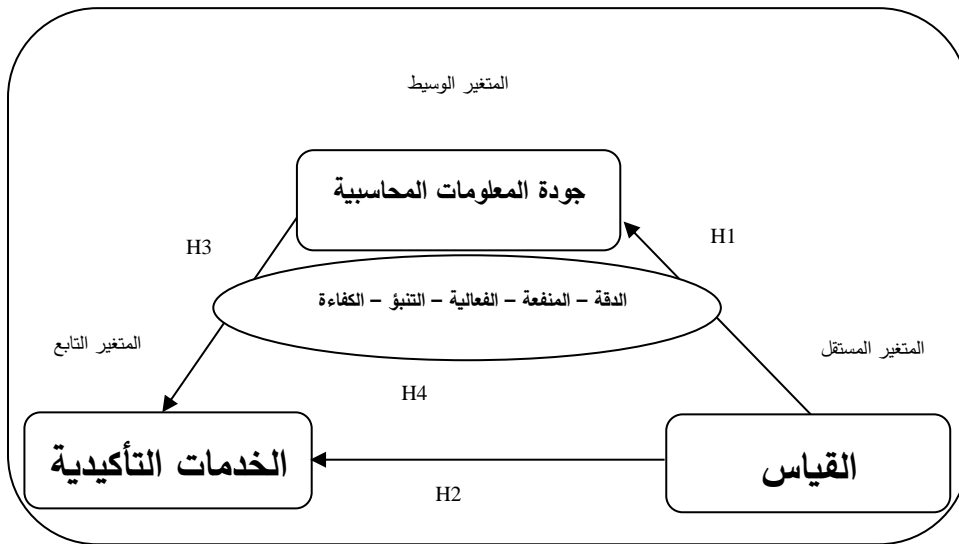 المتغير الوسيط
جودة المعلومات المحاسبية
H1
H3
الدقة – المنفعة – الفعالية – التنبؤ – الكفاءة
المتغير المستقل
المتغير التابع
H4
القياس
الخدمات التأكيدية
H2